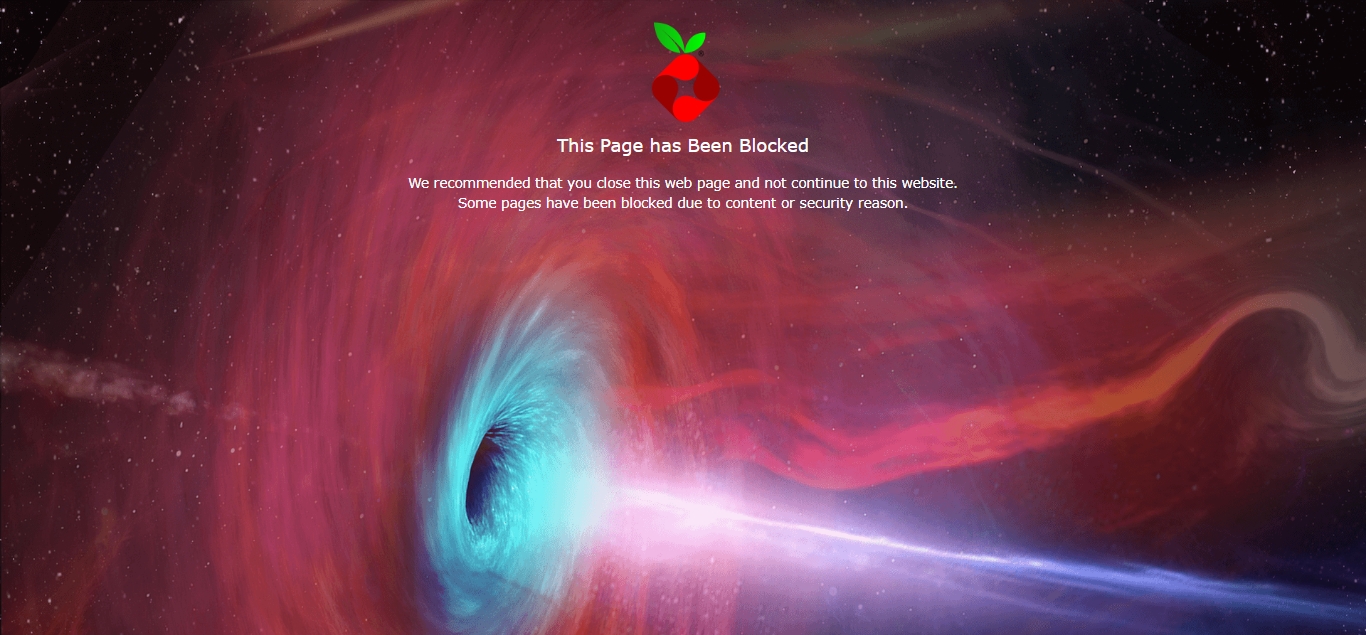 This Page has Been Blocked
We recommended that you close this web page and not continue to this website.
Some pages have been blocked due to content or security reason.